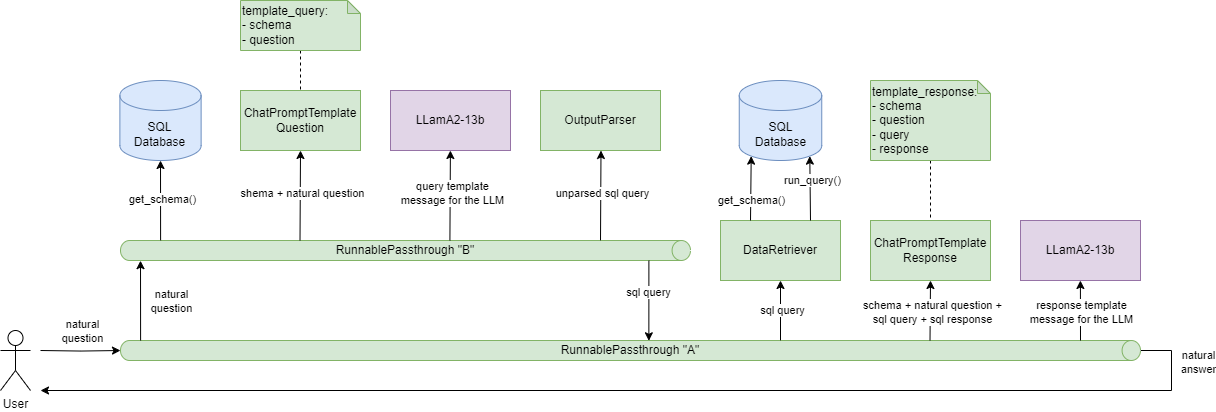 template_query:
- schema
- question
SQL
Database
ChatPromptTemplate
Question
LLamA2-13b
OutputParser
SQL
Database
template_response:
- schema
- question
- query
- response
get_schema()
shema + natural question
query template
message for the LLM
unparsed sql query
get_schema()
run_query()
RunnablePassthrough "B"
DataRetriever
ChatPromptTemplate
Response
LLamA2-13b
natural
question
sql query
sql query
schema + natural question +
sql query + sql response
response template
message for the LLM
natural
question
RunnablePassthrough "A"
natural
answer
User